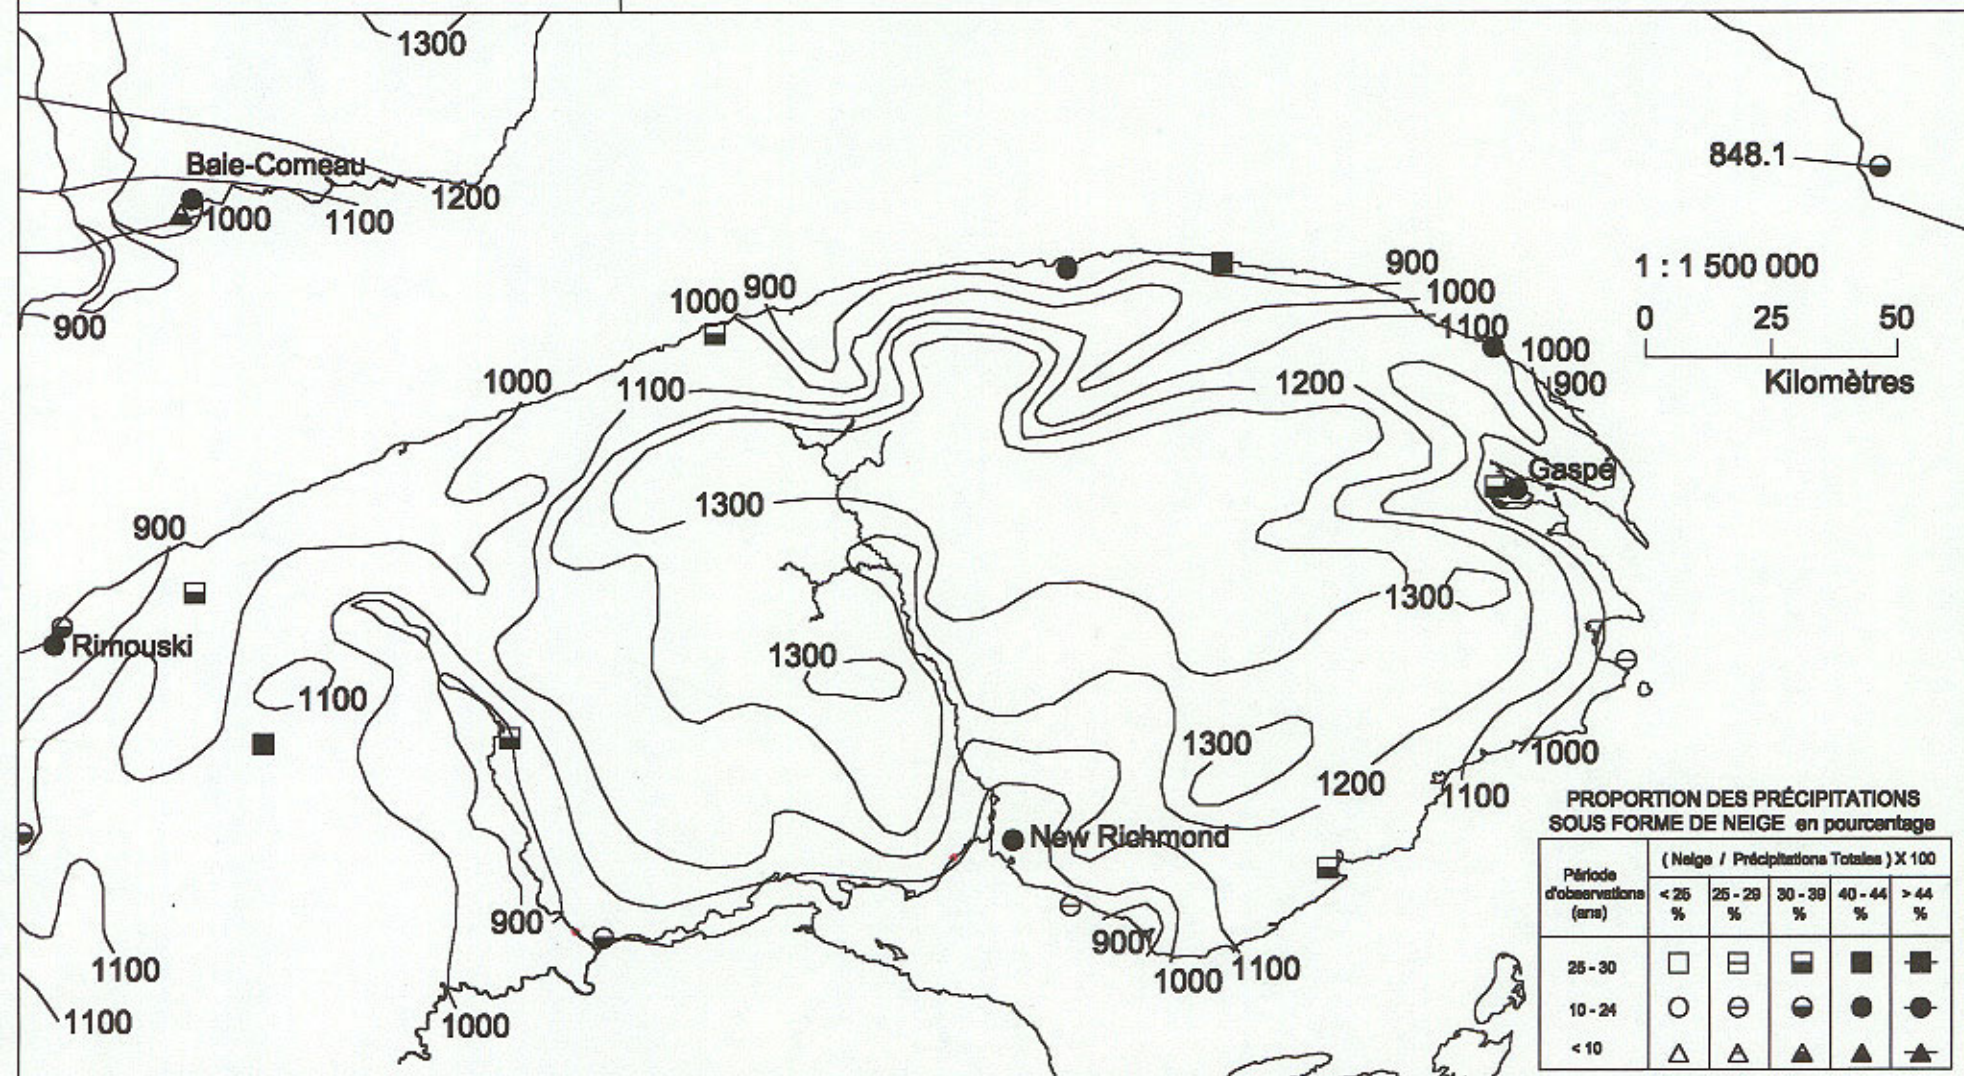 1300
848.1
Baie-Comeau
1000
1100
1200
900
1 : 1 500 000
0 25 50
Kilomètres
900
1000
1100
1000
900
1000
900
1000
1100
1200
Gaspé
1300
900
Rimouski
1300
1300
1100
1300
1200
1000
1100
New Richmond
900
900
1000
1100
1100
1100
1000
PROPORTION DES PRÉCIPITATIONS
SOUS FORME DE NEIGE en pourcentage
Période
d'observations
(ans)
( Neige / Précipitations Totales ) X 100
< 25 %
25 - 29 %
30 - 39 %
40 - 44 %
> 44 %
25 - 30
10 - 24
< 10